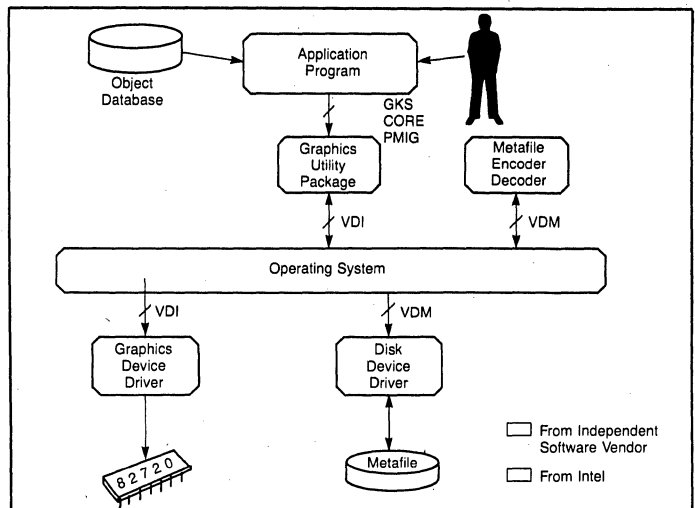 Object
Database
Application
Program
GKS
CORE
PMIG
Graphics
Utility
Package
Metafile
Encoder
Decoder
VDI
VDM
Operating System
VDI
VDM
Graphics
Device
Driver
Disk
Device
Driver
82720
Metafile
From Independent
Software Vendor
From Intel